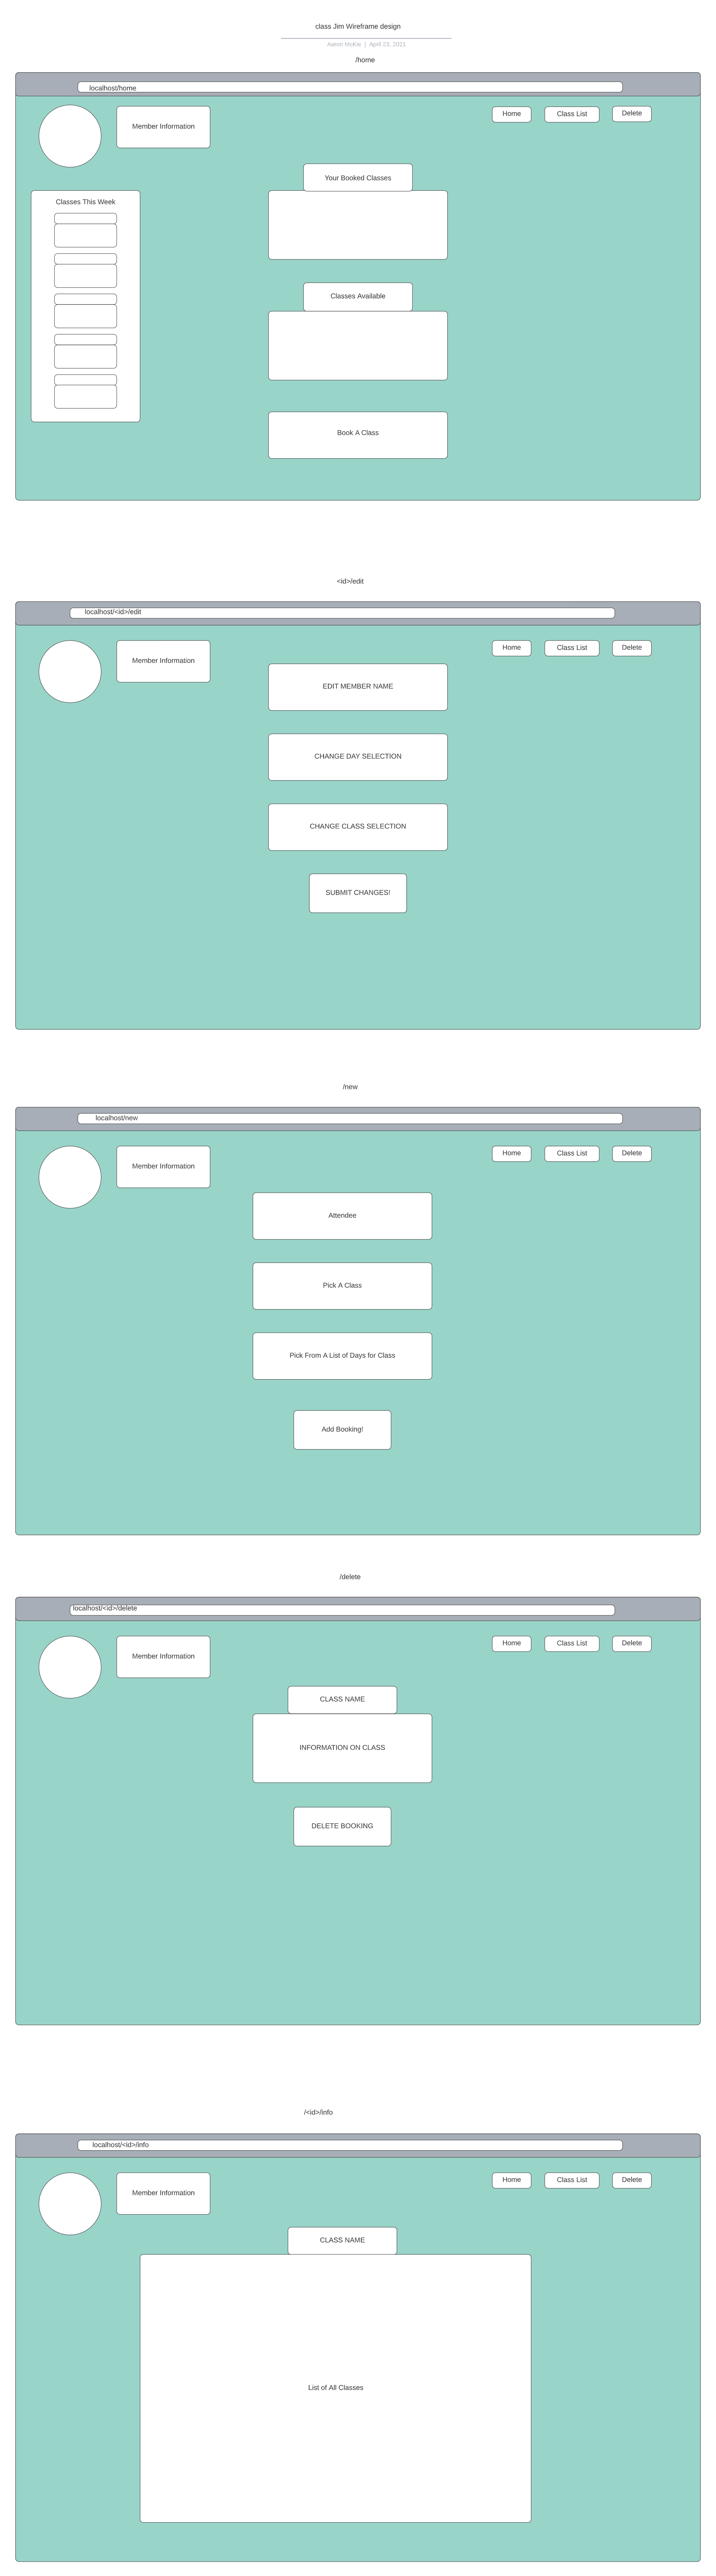 class Jim Wireframe design
Aaron McKie | April 23, 2021
/home
localhost/home
Member Information
Home
Class List
Delete
Your Booked Classes
Classes This Week
Classes Available
Book A Class
<id>/edit
localhost/<id>/edit
Member Information
Home
Class List
Delete
EDIT MEMBER NAME
CHANGE DAY SELECTION
CHANGE CLASS SELECTION
SUBMIT CHANGES!
/new
localhost/new
Member Information
Home
Class List
Delete
Attendee
Pick A Class
Pick From A List of Days for Class
Add Booking!
/delete
localhost/<id>/delete
Member Information
Home
Class List
Delete
CLASS NAME
INFORMATION ON CLASS
DELETE BOOKING
/<id>/info
localhost/<id>/info
Member Information
Home
Class List
Delete
CLASS NAME
List of All Classes